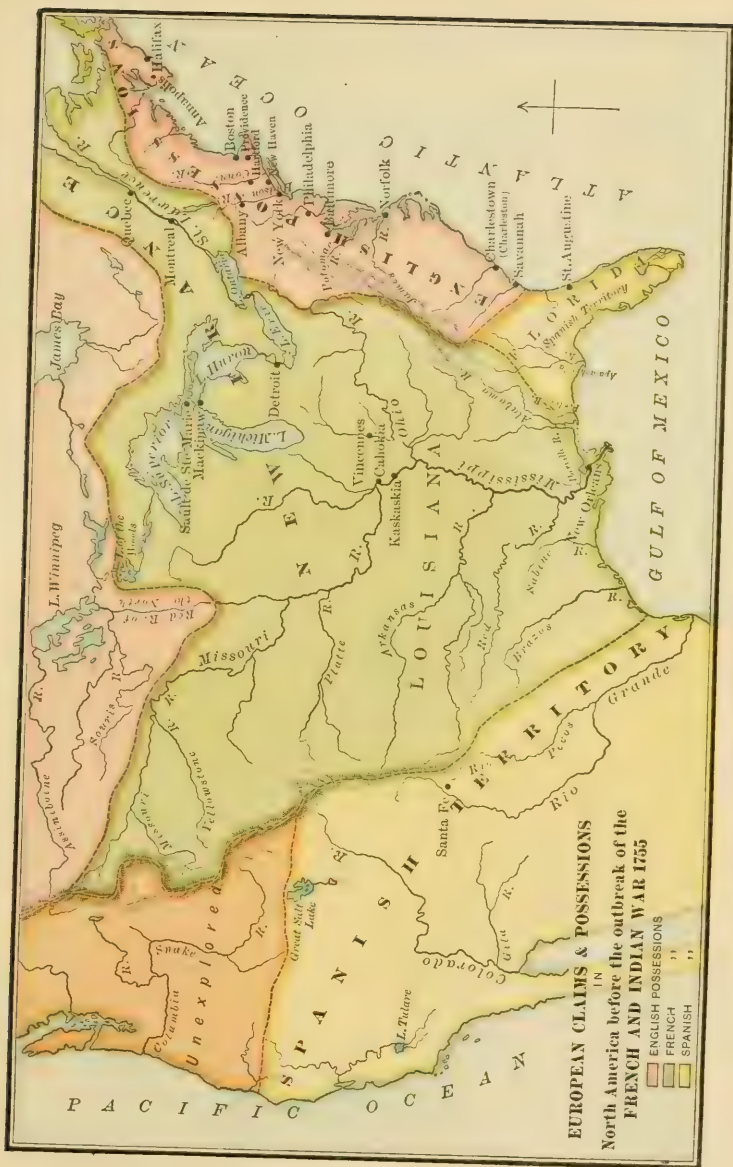 EUROPEAN CLAIMS & POSSESSIONS
IN
North America before the outbreak of the
FRENCH AND INDIAN WAR 1755
ENGLISH POSSESSIONS
FRENCH ,,
SPANISH ,,
PACIFIC OCEAN
ATLANTIC OCEAN
GULF OF MEXICO
NEW FRANCE
LOUISIANA
ENGLISH POSSESSIONS
SPANISH TERRITORY
FLORIDA
Spanish Territory
Unexplored
James Bay
L. Winnipeg
Assiniboine R.
Souris R.
Red R. of
the North
L. of the
Woods
L. Superior
Sault de Ste Marie
Mackinaw
L. Michigan
L. Huron
L. Erie
L. Ontario
Detroit
Quebec
Montreal
St. Lawrence R.
Halifax
Annapolis
Boston
Providence
Hartford
New Haven
Conn. R.
Albany
New York
Philadelphia
Baltimore
Potomac
R.
Norfolk
James R.
Charlestown
(Charleston)
Savannah
St. Augustine
Alabama R.
Pearl R.
New Orleans
Mississippi
Ohio R.
Vincennes
Cahokia
Kaskaskia
Missouri R.
Missouri
Yellowstone R.
Platte R.
Arkansas R.
Red R.
Sabine R.
Brazos R.
Pecos R.
Rio Grande
Santa Fe
Gila R.
Colorado R.
Great Salt
Lake
L. Tulare
Snake R.
Columbia R.